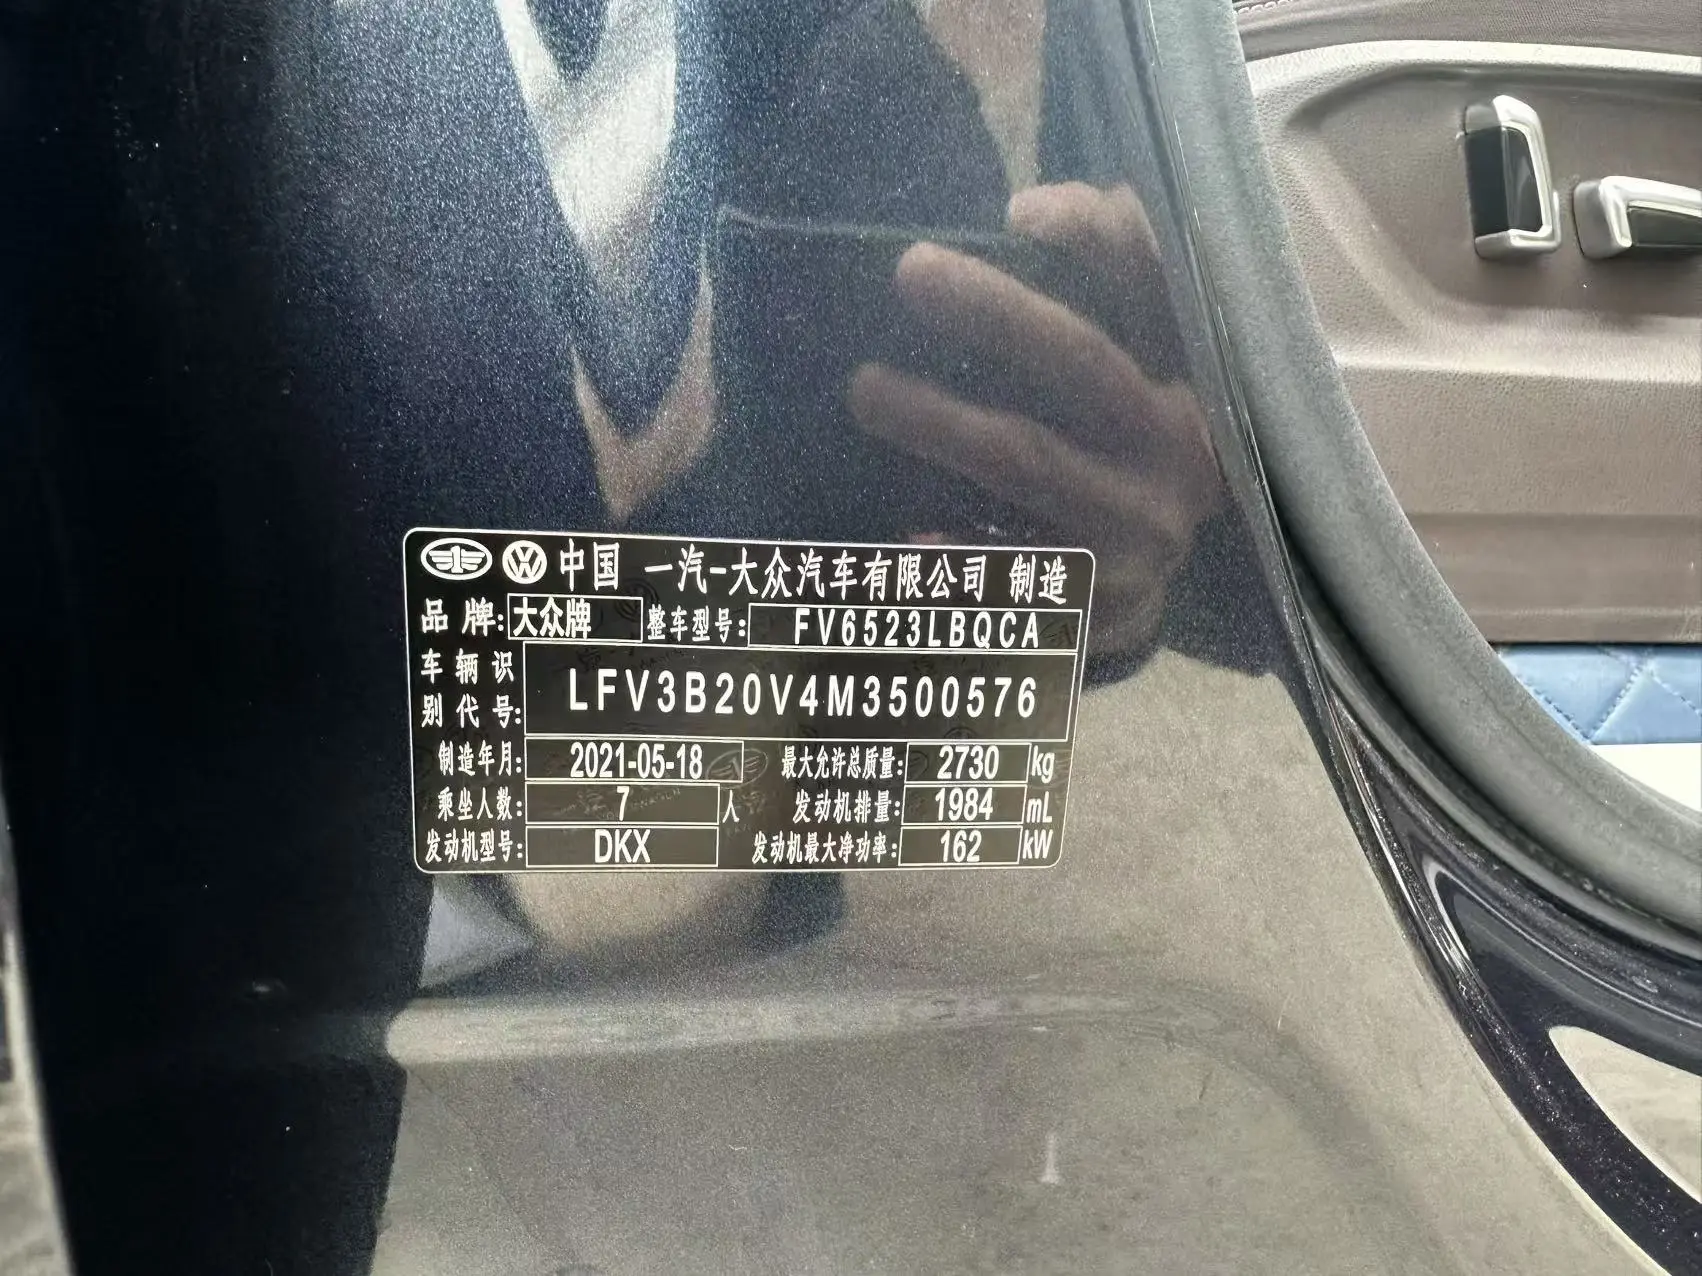 中国 一汽-大众汽车有限公司 制造
品牌: 大众牌 整车型号: FV6523LBQCA
车辆识别代号: LFV3B20V4M3500576
制造年月: 2021-05-18 最大允许总质量: 2730 kg
乘坐人数: 7 人 发动机排量: 1984 mL
发动机型号: DKX 发动机最大净功率: 162 kW